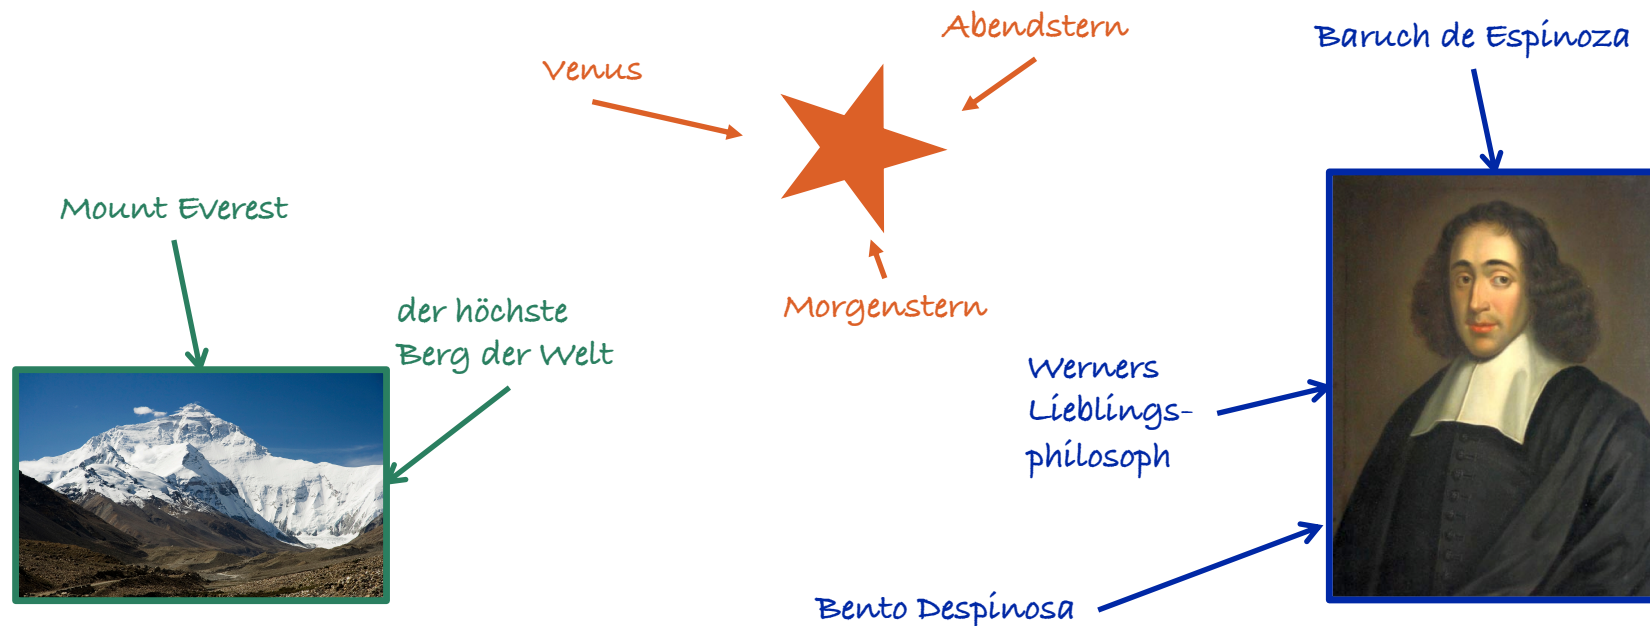 Abendstern
Baruch de Espinoza
Venus
Mount Everest
Morgenstern
der höchste
Berg der Welt
Werners
Lieblings-
philosoph
Bento Despinosa